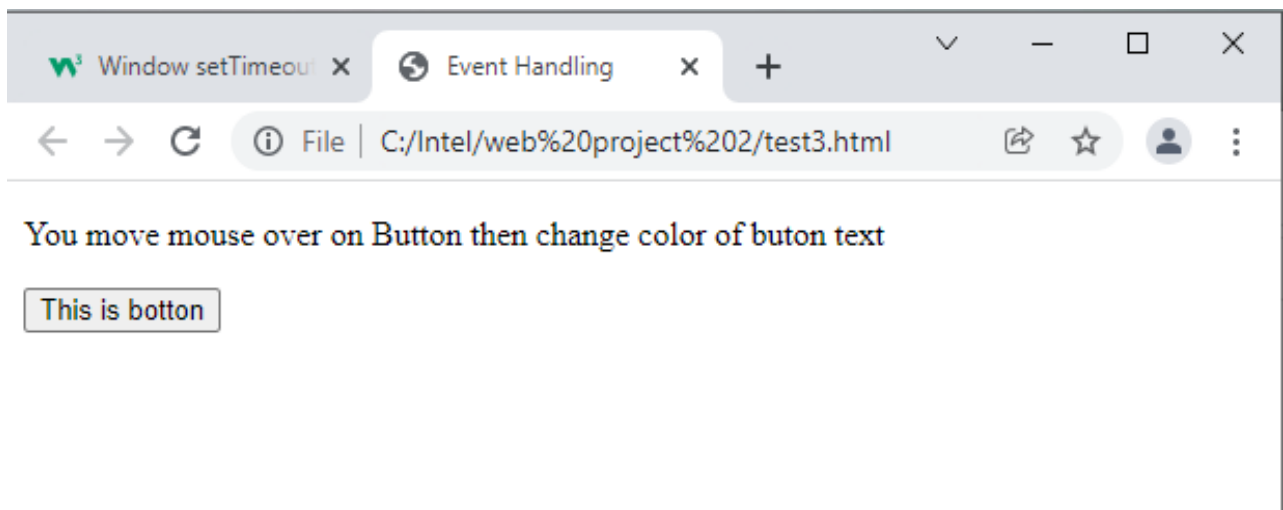 Window setTimeout
Event Handling
File
C:/Intel/web%20project%202/test3.html
You move mouse over on Button then change color of buton text
This is botton